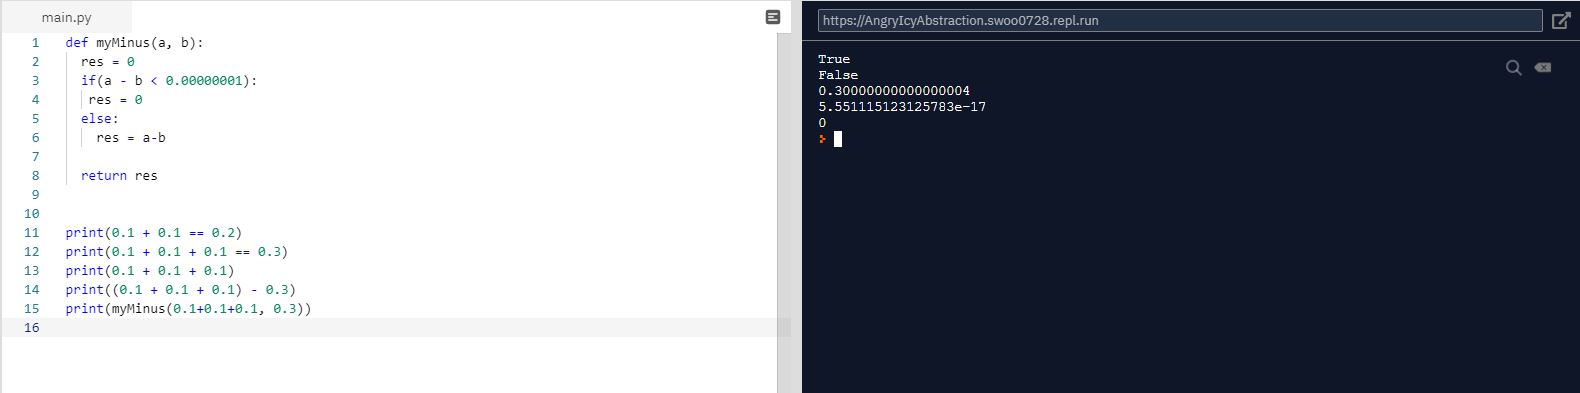 main.py
1 def myMinus(a, b):
2   res = 0
3   if(a - b < 0.00000001):
4    res = 0
5   else:
6     res = a-b
7
8   return res
9
10
11 print(0.1 + 0.1 == 0.2)
12 print(0.1 + 0.1 + 0.1 == 0.3)
13 print(0.1 + 0.1 + 0.1)
14 print((0.1 + 0.1 + 0.1) - 0.3)
15 print(myMinus(0.1+0.1+0.1, 0.3))
16
https://AngryIcyAbstraction.swoo0728.repl.run
True
False
0.30000000000000004
5.551115123125783e-17
0
>